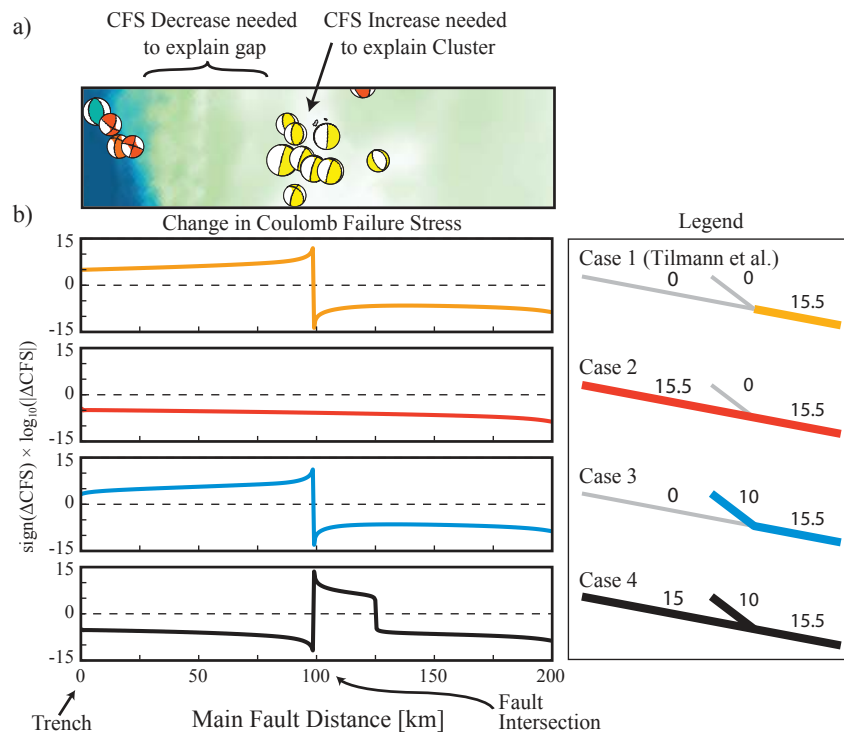 a)
CFS Decrease needed
to explain gap
CFS Increase needed
to explain Cluster
b)
Change in Coulomb Failure Stress
Legend
sign(ΔCFS) × log10(|ΔCFS|)
15
0
-15
15
0
-15
15
0
-15
15
0
-15
0
50
100
150
200
Trench
Main Fault Distance [km]
Fault
Intersection
Case 1 (Tilmann et al.)
0
0
15.5
Case 2
15.5
0
15.5
Case 3
0
10
15.5
Case 4
15
10
15.5